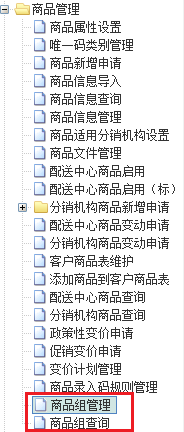 商品管理
商品属性设置
唯一码类别管理
商品新增申请
商品信息导入
商品信息查询
商品信息管理
商品适用分销机构设置
商品文件管理
配送中心商品启用
配送中心商品启用（标）
分销机构商品新增申请
配送中心商品变动申请
分销机构商品变动申请
客户商品表维护
添加商品到客户商品表
配送中心商品查询
分销机构商品查询
政策性变价申请
促销变价申请
变价计划管理
商品录入码规则管理
商品组管理
商品组查询